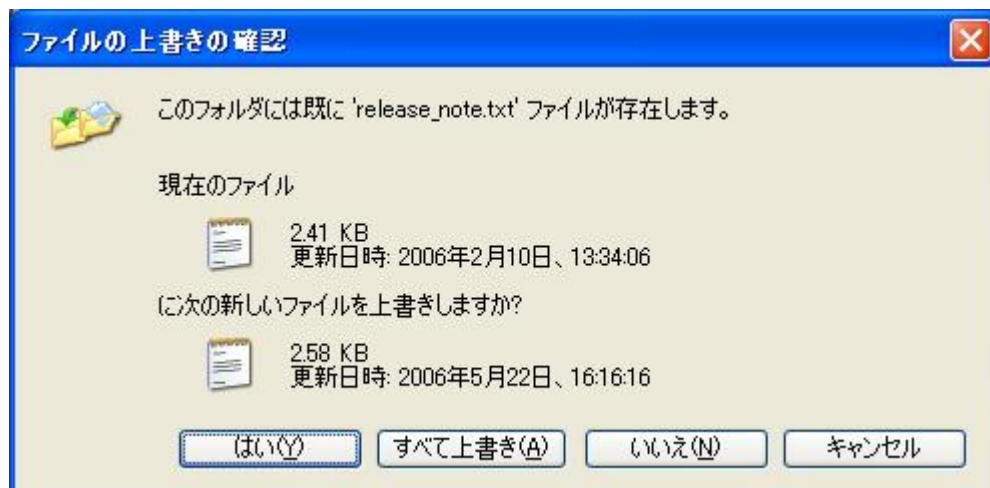 ファイルの上書きの確認
このフォルダには既に 'release_note.txt' ファイルが存在します。
現在のファイル
2.41 KB
更新日時: 2006年2月10日、13:34:06
に次の新しいファイルを上書きしますか?
2.58 KB
更新日時: 2006年5月22日、16:16:16
はい(Y) すべて上書き(A) いいえ(N) キャンセル